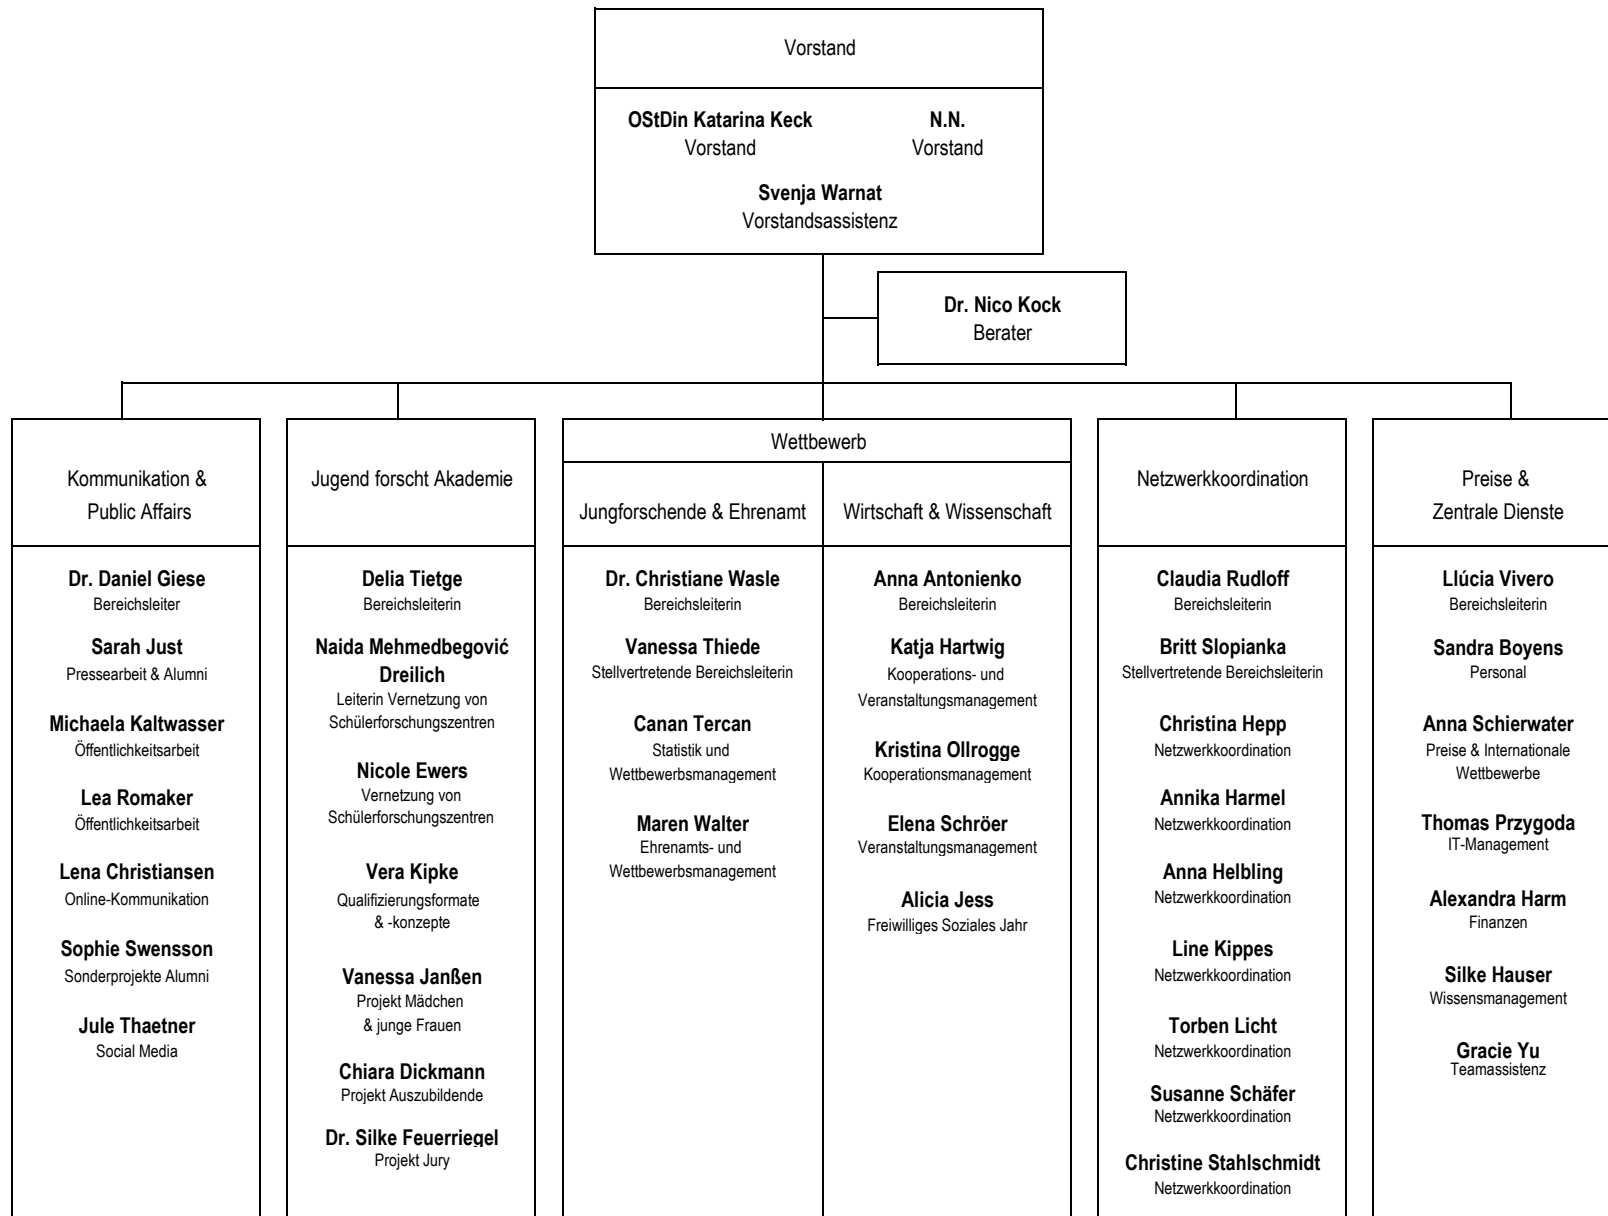 Vorstand
OStDin Katarina Keck
Vorstand
N.N.
Vorstand
Svenja Warnat
Vorstandsassistenz
Dr. Nico Kock
Berater
Kommunikation &
Public Affairs
Dr. Daniel Giese
Bereichsleiter
Sarah Just
Pressearbeit & Alumni
Michaela Kaltwasser
Öffentlichkeitsarbeit
Lea Romaker
Öffentlichkeitsarbeit
Lena Christiansen
Online-Kommunikation
Sophie Swensson
Sonderprojekte Alumni
Jule Thaetner
Social Media
Jugend forscht Akademie
Delia Tietge
Bereichsleiterin
Naida Mehmedbegović
Dreilich
Leiterin Vernetzung von
Schülerforschungszentren
Nicole Ewers
Vernetzung von
Schülerforschungszentren
Vera Kipke
Qualifizierungsformate
& -konzepte
Vanessa Janßen
Projekt Mädchen
& junge Frauen
Chiara Dickmann
Projekt Auszubildende
Dr. Silke Feuerriegel
Projekt Jury
Wettbewerb
Jungforschende & Ehrenamt
Dr. Christiane Wasle
Bereichsleiterin
Vanessa Thiede
Stellvertretende Bereichsleiterin
Canan Tercan
Statistik und
Wettbewerbsmanagement
Maren Walter
Ehrenamts- und
Wettbewerbsmanagement
Wirtschaft & Wissenschaft
Anna Antonienko
Bereichsleiterin
Katja Hartwig
Kooperations- und
Veranstaltungsmanagement
Kristina Ollrogge
Kooperationsmanagement
Elena Schröer
Veranstaltungsmanagement
Alicia Jess
Freiwilliges Soziales Jahr
Netzwerkkoordination
Claudia Rudloff
Bereichsleiterin
Britt Slopianka
Stellvertretende Bereichsleiterin
Christina Hepp
Netzwerkkoordination
Annika Harmel
Netzwerkkoordination
Anna Helbling
Netzwerkkoordination
Line Kippes
Netzwerkkoordination
Torben Licht
Netzwerkkoordination
Susanne Schäfer
Netzwerkkoordination
Christine Stahlschmidt
Netzwerkkoordination
Preise &
Zentrale Dienste
Llúcia Vivero
Bereichsleiterin
Sandra Boyens
Personal
Anna Schierwater
Preise & Internationale
Wettbewerbe
Thomas Przygoda
IT-Management
Alexandra Harm
Finanzen
Silke Hauser
Wissensmanagement
Gracie Yu
Teamassistenz